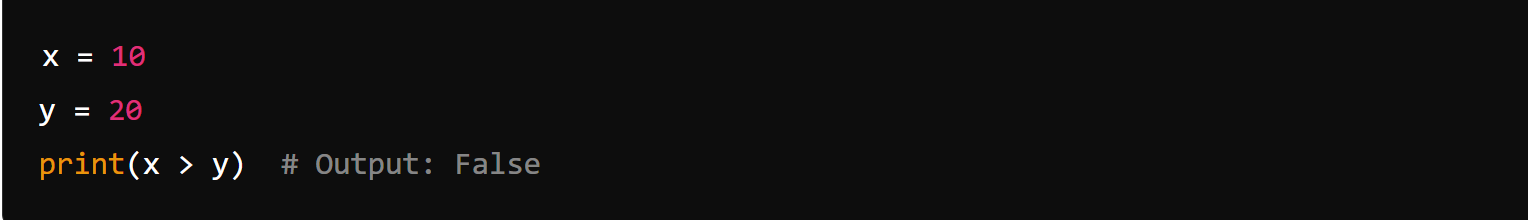 x = 10
y = 20
print(x > y)  # Output: False